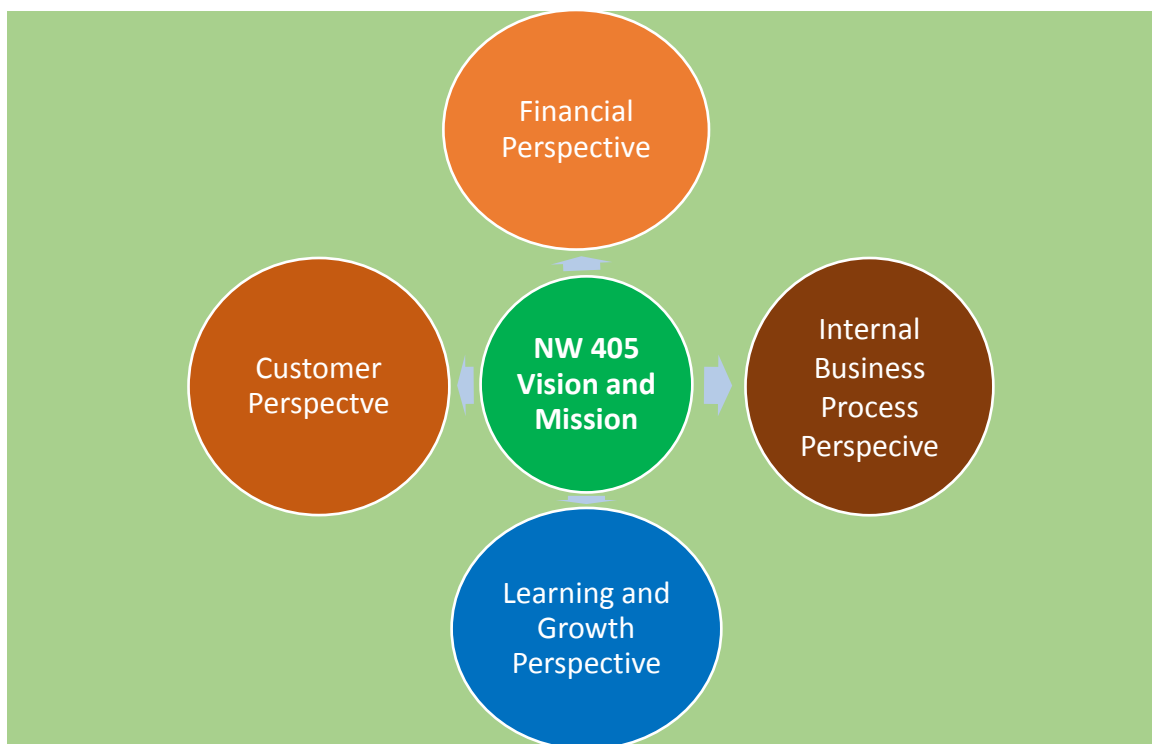 Financial
Perspective
Customer
Perspectve
NW 405
Vision and
Mission
Internal
Business
Process
Perspecive
Learning and
Growth
Perspective